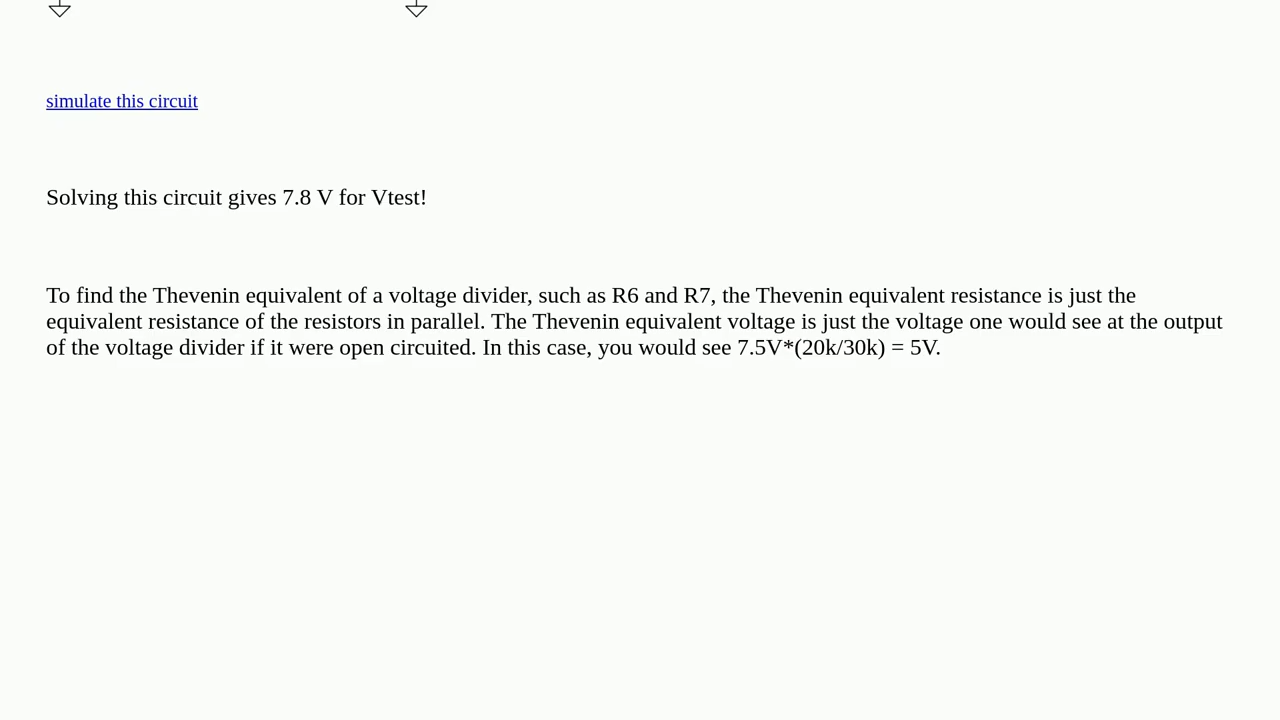 simulate this circuit
Solving this circuit gives 7.8 V for Vtest!
To find the Thevenin equivalent of a voltage divider, such as R6 and R7, the Thevenin equivalent resistance is just the
equivalent resistance of the resistors in parallel. The Thevenin equivalent voltage is just the voltage one would see at the output
of the voltage divider if it were open circuited. In this case, you would see 7.5V*(20k/30k) = 5V.